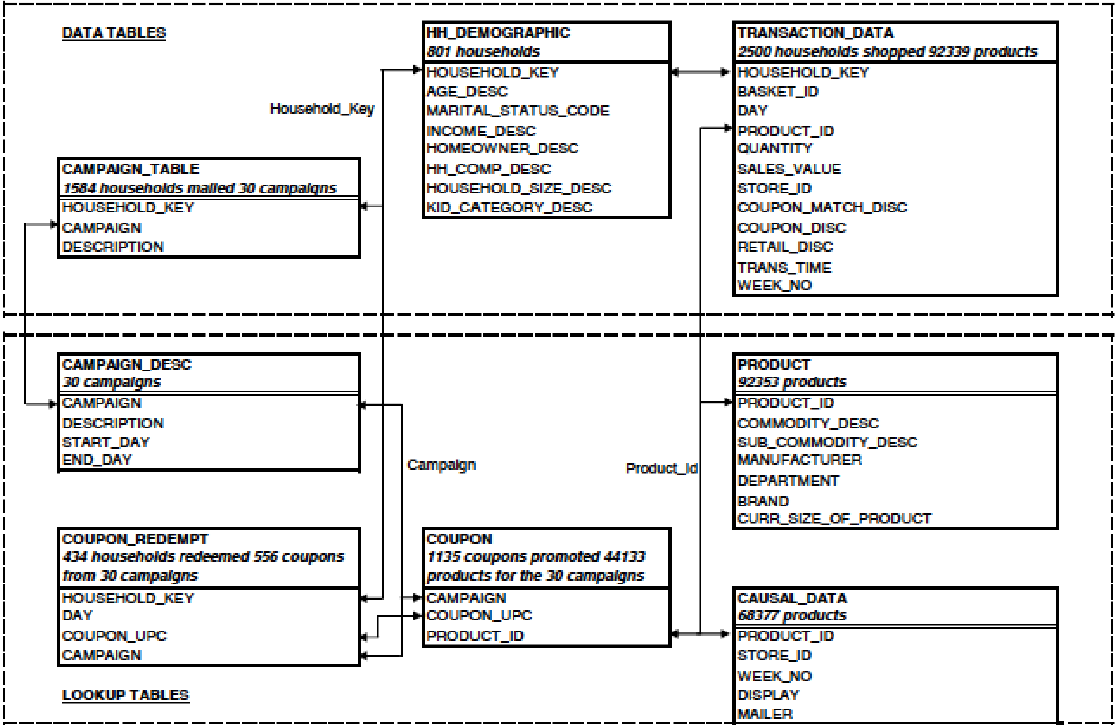 DATA TABLES
HH_DEMOGRAPHIC
801 households
HOUSEHOLD_KEY
AGE_DESC
MARITAL_STATUS_CODE
INCOME_DESC
HOMEOWNER_DESC
HH_COMP_DESC
HOUSEHOLD_SIZE_DESC
KID_CATEGORY_DESC
TRANSACTION_DATA
2500 households shopped 92339 products
HOUSEHOLD_KEY
BASKET_ID
DAY
PRODUCT_ID
QUANTITY
SALES_VALUE
STORE_ID
COUPON_MATCH_DISC
COUPON_DISC
RETAIL_DISC
TRANS_TIME
WEEK_NO
Household_Key
CAMPAIGN_TABLE
1584 households mailed 30 campaigns
HOUSEHOLD_KEY
CAMPAIGN
DESCRIPTION
CAMPAIGN_DESC
30 campaigns
CAMPAIGN
DESCRIPTION
START_DAY
END_DAY
Campaign
Product_Id
PRODUCT
92353 products
PRODUCT_ID
COMMODITY_DESC
SUB_COMMODITY_DESC
MANUFACTURER
DEPARTMENT
BRAND
CURR_SIZE_OF_PRODUCT
COUPON_REDEMPT
434 households redeemed 556 coupons
from 30 campaigns
HOUSEHOLD_KEY
DAY
COUPON_UPC
CAMPAIGN
COUPON
1135 coupons promoted 44133
products for the 30 campaigns
CAMPAIGN
COUPON_UPC
PRODUCT_ID
CAUSAL_DATA
68377 products
PRODUCT_ID
STORE_ID
WEEK_NO
DISPLAY
MAILER
LOOKUP TABLES